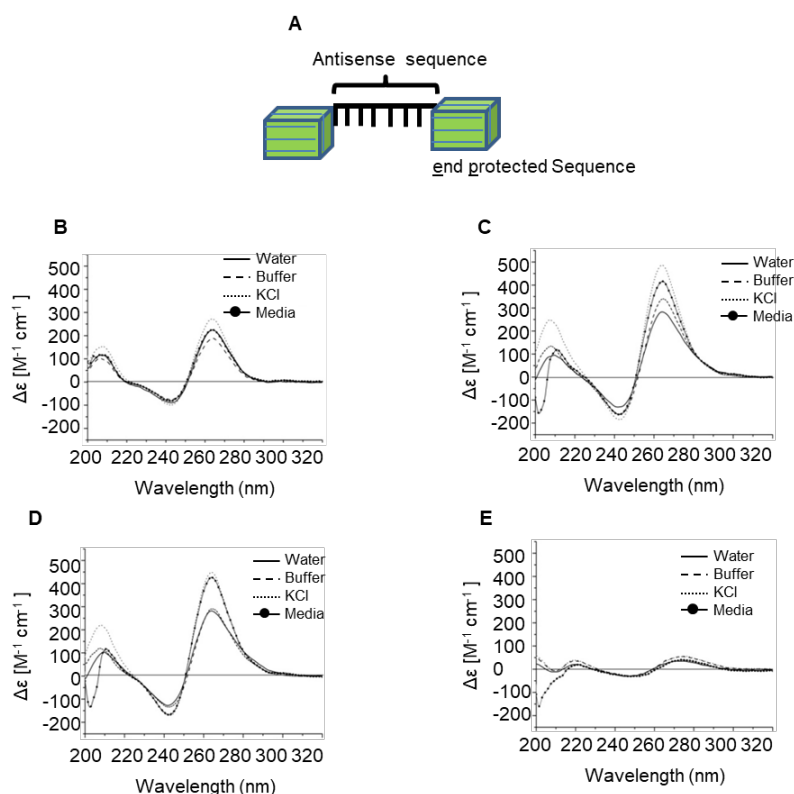 A
Antisense sequence
end protected Sequence
B
500
400
300
200
100
0
-100
-200
Δε [M⁻¹ cm⁻¹ ]
200 220 240 260 280 300 320
Wavelength (nm)
Water
Buffer
KCl
Media
C
500
400
300
200
100
0
-100
-200
Δε [M⁻¹ cm⁻¹ ]
200 220 240 260 280 300 320
Wavelength (nm)
Water
Buffer
KCl
Media
D
500
400
300
200
100
0
-100
-200
Δε [M⁻¹ cm⁻¹ ]
200 220 240 260 280 300 320
Wavelength (nm)
Water
Buffer
KCl
Media
E
500
400
300
200
100
0
-100
-200
Δε [M⁻¹ cm⁻¹ ]
200 220 240 260 280 300 320
Wavelength (nm)
Water
Buffer
KCl
Media